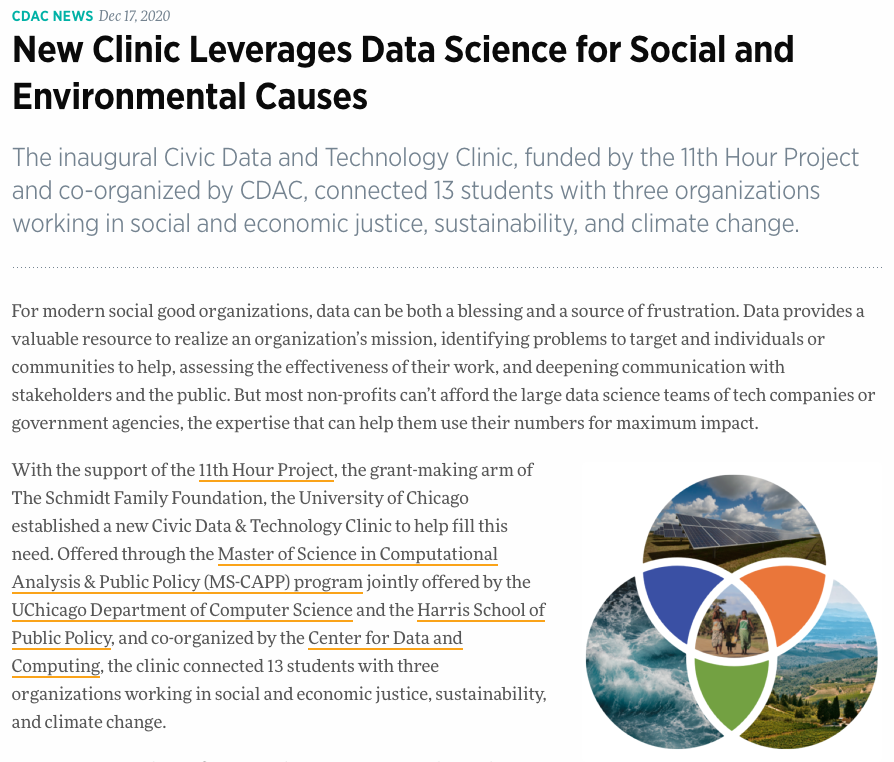 CDAC NEWS Dec 17, 2020
New Clinic Leverages Data Science for Social and
Environmental Causes
The inaugural Civic Data and Technology Clinic, funded by the 11th Hour Project
and co-organized by CDAC, connected 13 students with three organizations
working in social and economic justice, sustainability, and climate change.
For modern social good organizations, data can be both a blessing and a source of frustration. Data provides a
valuable resource to realize an organization’s mission, identifying problems to target and individuals or
communities to help, assessing the effectiveness of their work, and deepening communication with
stakeholders and the public. But most non-profits can’t afford the large data science teams of tech companies or
government agencies, the expertise that can help them use their numbers for maximum impact.
With the support of the 11th Hour Project, the grant-making arm of
The Schmidt Family Foundation, the University of Chicago
established a new Civic Data & Technology Clinic to help fill this
need. Offered through the Master of Science in Computational
Analysis & Public Policy (MS-CAPP) program jointly offered by the
UChicago Department of Computer Science and the Harris School of
Public Policy, and co-organized by the Center for Data and
Computing, the clinic connected 13 students with three
organizations working in social and economic justice, sustainability,
and climate change.